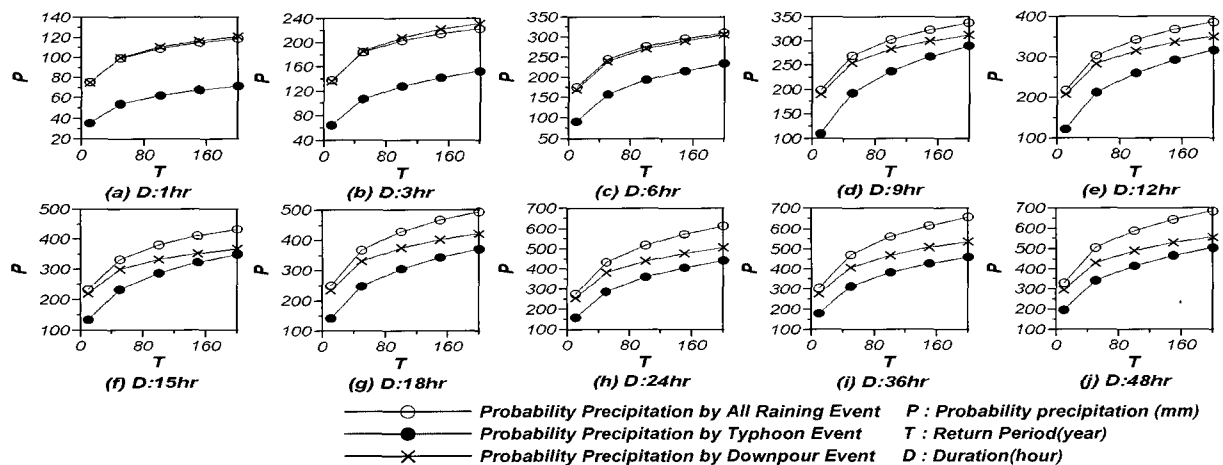 140
120
100
80
60
40
20
P
0 80 160
T
(a) D:1hr
240
200
160
120
80
40
P
0 80 160
T
(b) D:3hr
350
300
250
200
150
100
50
P
0 80 160
T
(c) D:6hr
350
300
250
200
150
100
P
0 80 160
T
(d) D:9hr
400
300
200
100
P
0 80 160
T
(e) D:12hr
500
400
300
200
100
P
0 80 160
T
(f) D:15hr
500
400
300
200
100
P
0 80 160
T
(g) D:18hr
700
600
500
400
300
200
100
P
0 80 160
T
(h) D:24hr
700
600
500
400
300
200
100
P
0 80 160
T
(i) D:36hr
700
600
500
400
300
200
100
P
0 80 160
T
(j) D:48hr
Probability Precipitation by All Raining Event P : Probability precipitation (mm)
Probability Precipitation by Typhoon Event T : Return Period(year)
Probability Precipitation by Downpour Event D : Duration(hour)